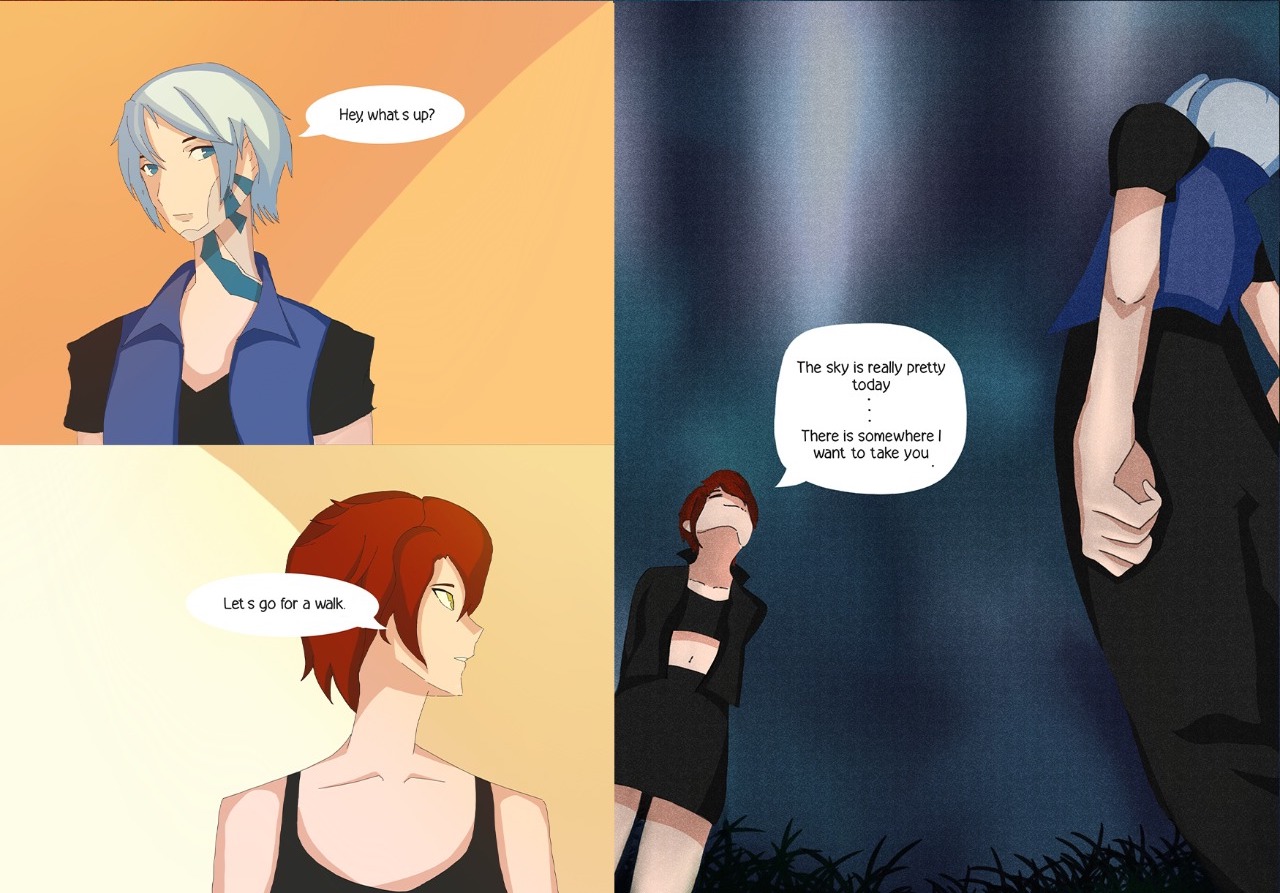 Hey, what s up?
Let s go for a walk.
The sky is really pretty
today
.
.
.
There is somewhere I
want to take you
.